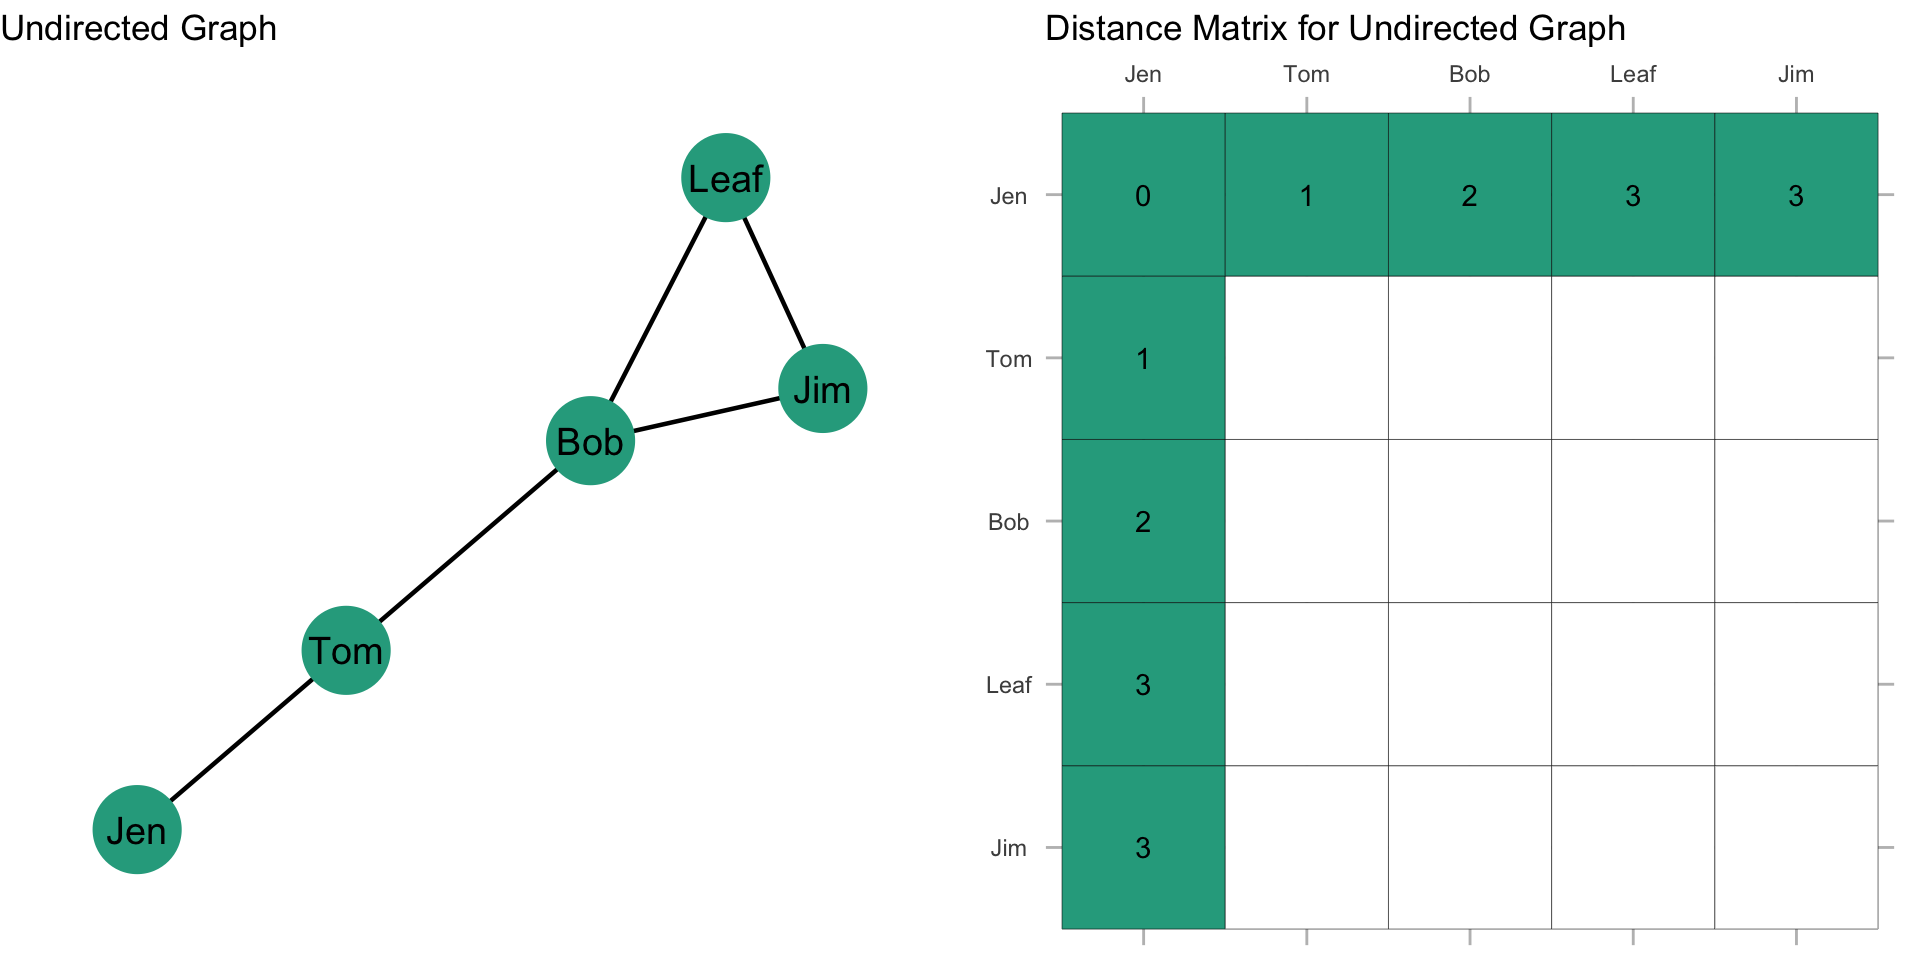 Undirected Graph
Leaf
Jim
Bob
Tom
Jen
Distance Matrix for Undirected Graph
Jen Tom Bob Leaf Jim
Jen 0 1 2 3 3
Tom 1
Bob 2
Leaf 3
Jim 3